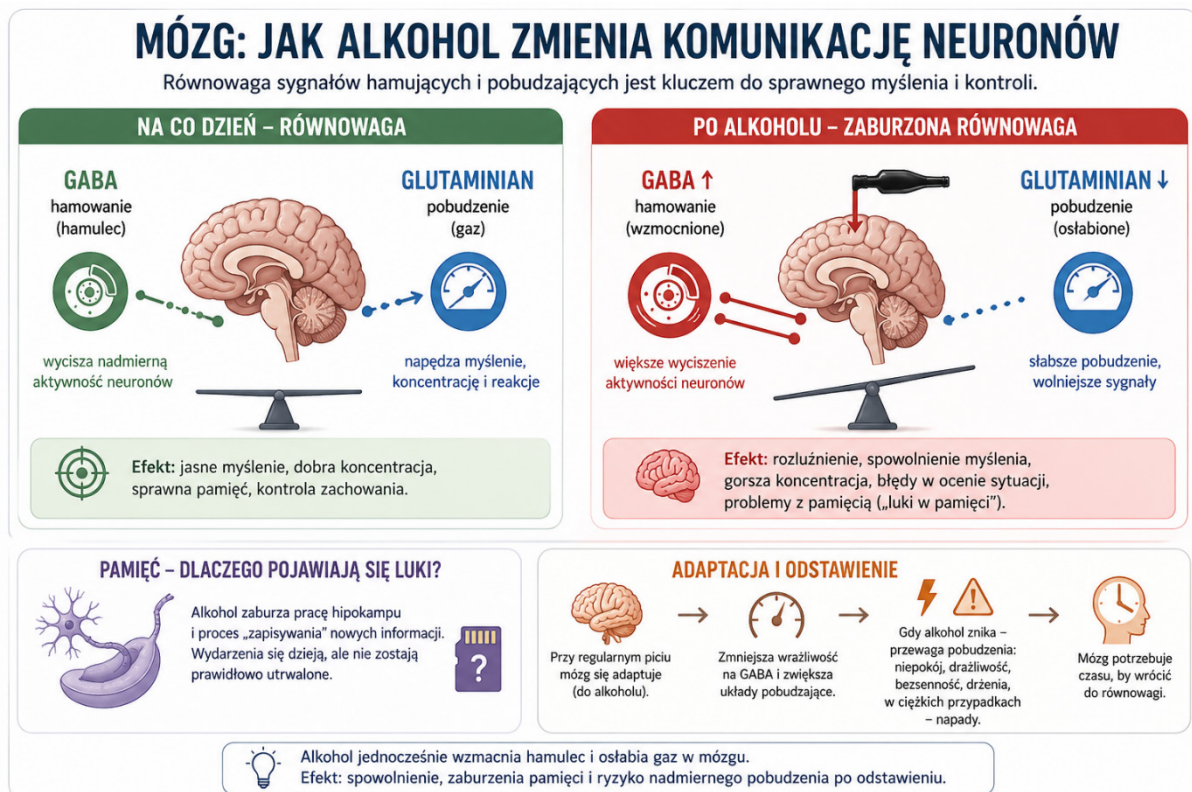 MÓZG: JAK ALKOHOL ZMIENIA KOMUNIKACJĘ NEURONÓW
Równowaga sygnałów hamujących i pobudzających jest kluczem do sprawnego myślenia i kontroli.
NA CO DZIEŃ – RÓWNOWAGA
GABA
hamowanie
(hamulec)
wycisza nadmierną
aktywność neuronów
GLUTAMINIAN
pobudzenie
(gaz)
napędza myślenie,
koncentrację i reakcje
Efekt: jasne myślenie, dobra koncentracja,
sprawna pamięć, kontrola zachowania.
PO ALKOHOLU – ZABURZONA RÓWNOWAGA
GABA ↑
hamowanie
(wzmocnione)
większe wyciszenie
aktywności neuronów
GLUTAMINIAN ↓
pobudzenie
(osłabione)
słabsze pobudzenie,
wolniejsze sygnały
Efekt: rozluźnienie, spowolnienie myślenia,
gorsza koncentracja, błędy w ocenie sytuacji,
problemy z pamięcią („luki w pamięci”).
PAMIĘĆ – DLACZEGO POJAWIAJĄ SIĘ LUKI?
Alkohol zaburza pracę hipokampu
i proces „zapisywania” nowych informacji.
Wydarzenia się dzieją, ale nie zostają
prawidłowo utrwalone.
?
ADAPTACJA I ODSTAWIENIE
Przy regularnym piciu
mózg się adaptuje
(do alkoholu).
Zmniejsza wrażliwość
na GABA i zwiększa
układy pobudzające.
Gdy alkohol znika –
przewaga pobudzenia:
niepokój, drażliwość,
bezsenność, drżenia,
w ciężkich przypadkach
– napady.
Mózg potrzebuje
czasu, by wrócić
do równowagi.
Alkohol jednocześnie wzmacnia hamulec i osłabia gaz w mózgu.
Efekt: spowolnienie, zaburzenia pamięci i ryzyko nadmiernego pobudzenia po odstawieniu.